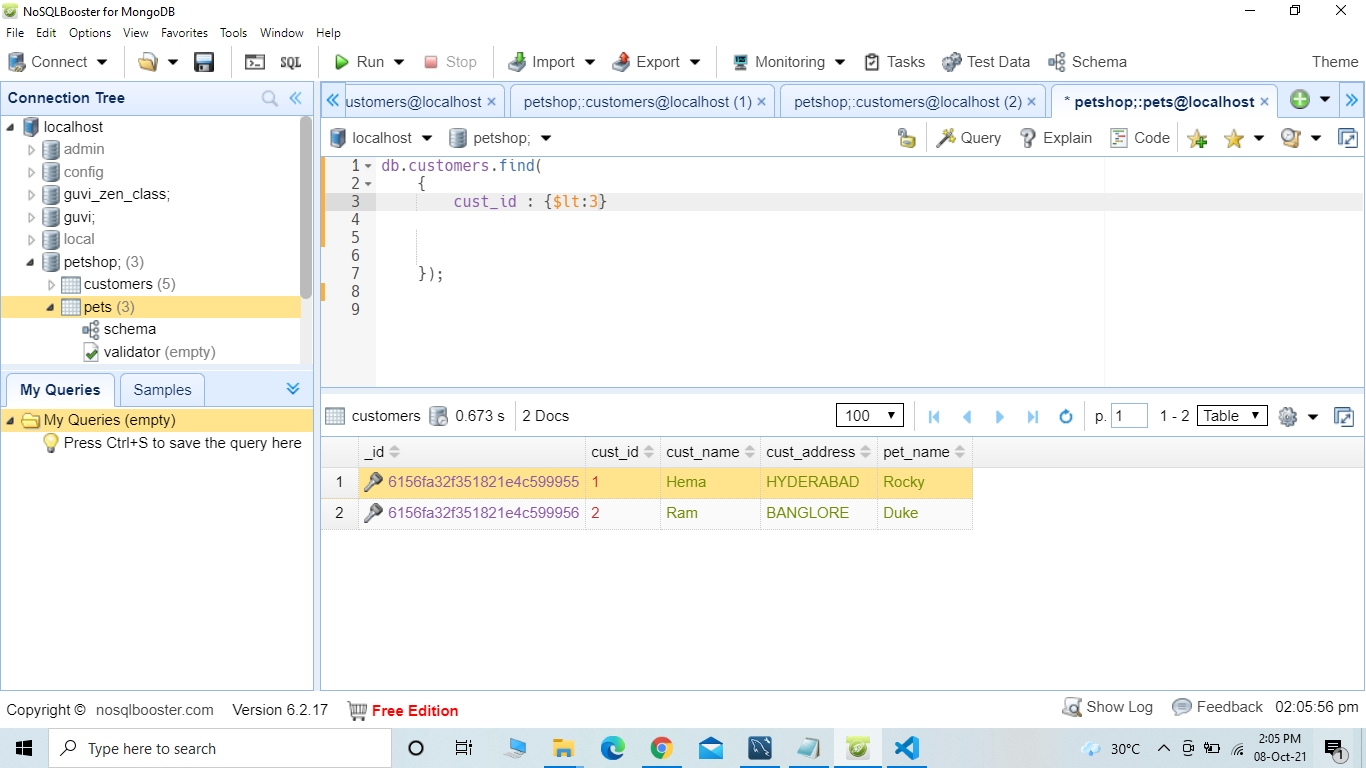 NoSQLBooster for MongoDB
File Edit Options View Favorites Tools Window Help
Connect SQL Run Stop Import Export Monitoring Tasks Test Data Schema Theme
Connection Tree
localhost
admin
config
guvi_zen_class;
guvi;
local
petshop; (3)
customers (5)
pets (3)
schema
validator (empty)
My Queries Samples
My Queries (empty)
Press Ctrl+S to save the query here
ustomers@localhost × petshop;:customers@localhost (1) × petshop;:customers@localhost (2) × * petshop;:pets@localhost ×
localhost petshop; Query Explain Code
1 db.customers.find(
2 {
3 cust_id : {$lt:3}
4
5
6
7 });
8
9
customers 0.673 s 2 Docs 100 p. 1 1 - 2 Table
_id cust_id cust_name cust_address pet_name
1 6156fa32f351821e4c599955 1 Hema HYDERABAD Rocky
2 6156fa32f351821e4c599956 2 Ram BANGLORE Duke
Copyright © nosqlbooster.com Version 6.2.17 Free Edition Show Log Feedback 02:05:56 pm
Type here to search 30°C 2:05 PM
08-Oct-21 1